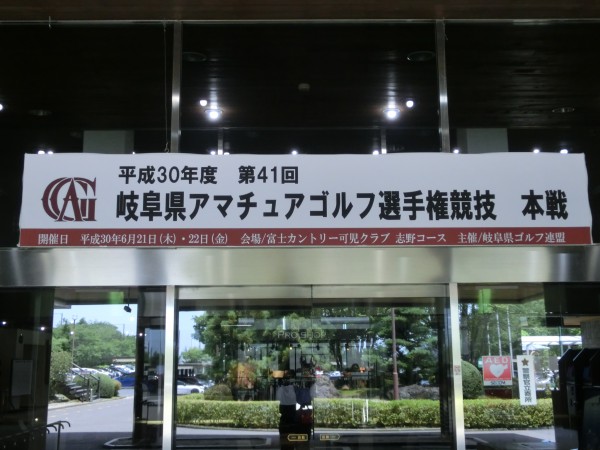 平成30年度 第41回
岐阜県アマチュアゴルフ選手権競技 本戦
開催日 平成30年6月21日(木)・22日(金) 会場/富士カントリー可児クラブ 志野コース 主催/岐阜県ゴルフ連盟
AED